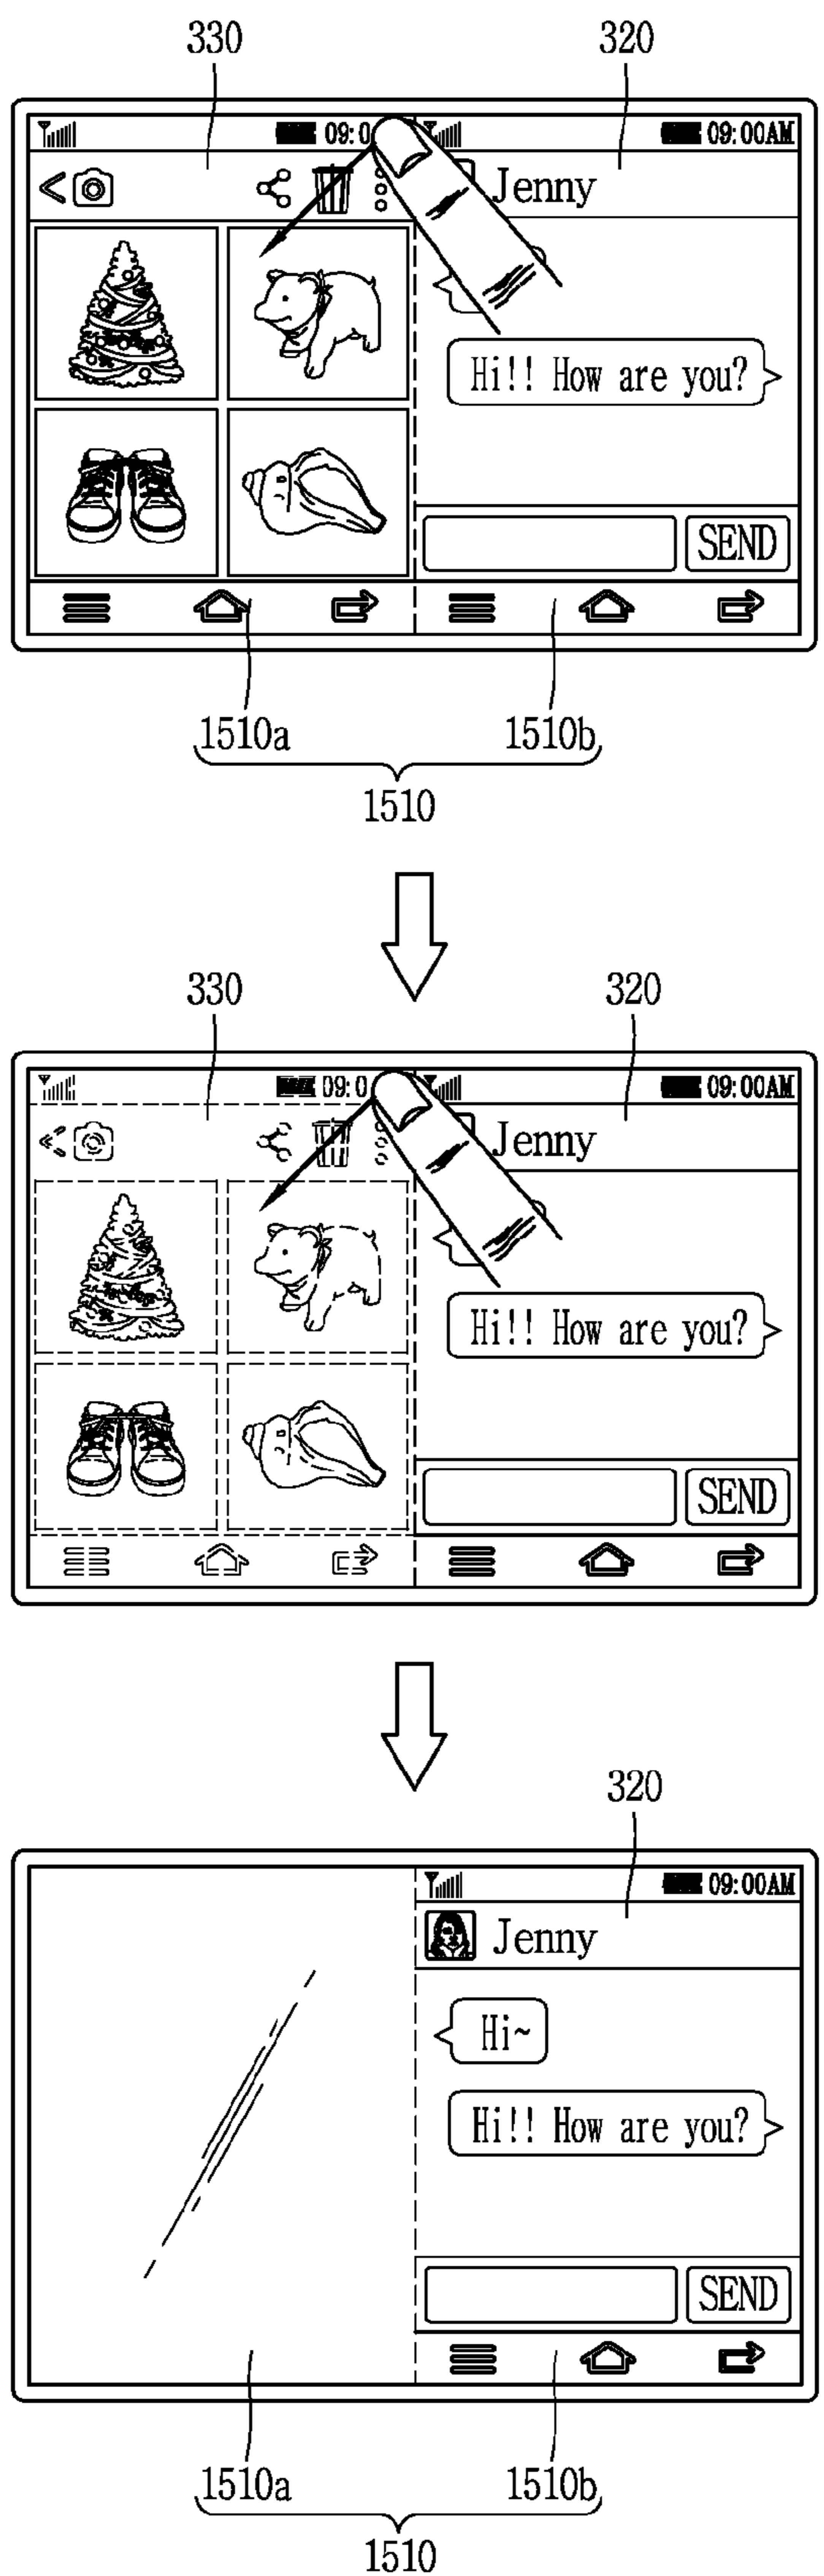 330 320
09:0 09:00AM
Jenny
Hi!! How are you?
SEND
1510a 1510b
1510
330 320
09:0 09:00AM
Jenny
Hi!! How are you?
SEND
320
09:00AM
Jenny
Hi~
Hi!! How are you?
SEND
1510a 1510b
1510